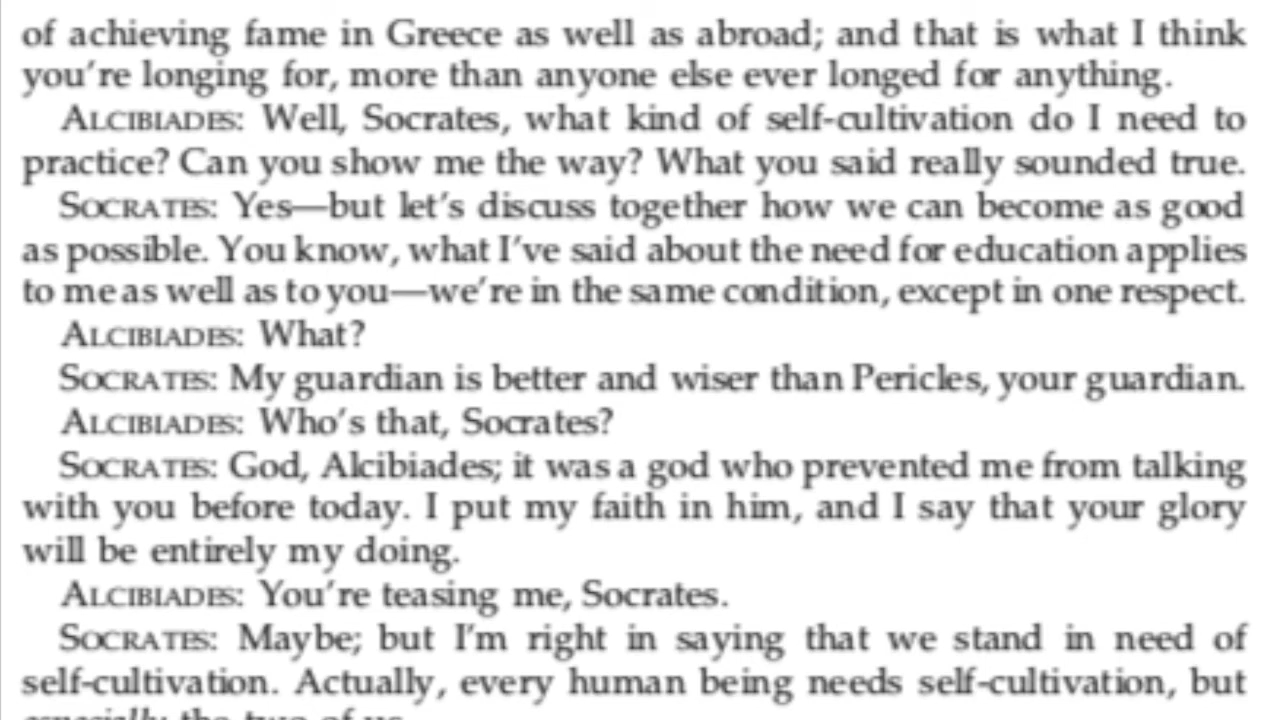 of achieving fame in Greece as well as abroad; and that is what I think
you're longing for, more than anyone else ever longed for anything.
ALCIBIADES: Well, Socrates, what kind of self-cultivation do I need to
practice? Can you show me the way? What you said really sounded true.
SOCRATES: Yes—but let's discuss together how we can become as good
as possible. You know, what I've said about the need for education applies
to me as well as to you—we're in the same condition, except in one respect.
ALCIBIADES: What?
SOCRATES: My guardian is better and wiser than Pericles, your guardian.
ALCIBIADES: Who's that, Socrates?
SOCRATES: God, Alcibiades; it was a god who prevented me from talking
with you before today. I put my faith in him, and I say that your glory
will be entirely my doing.
ALCIBIADES: You're teasing me, Socrates.
SOCRATES: Maybe; but I'm right in saying that we stand in need of
self-cultivation. Actually, every human being needs self-cultivation, but
especially the two of us.